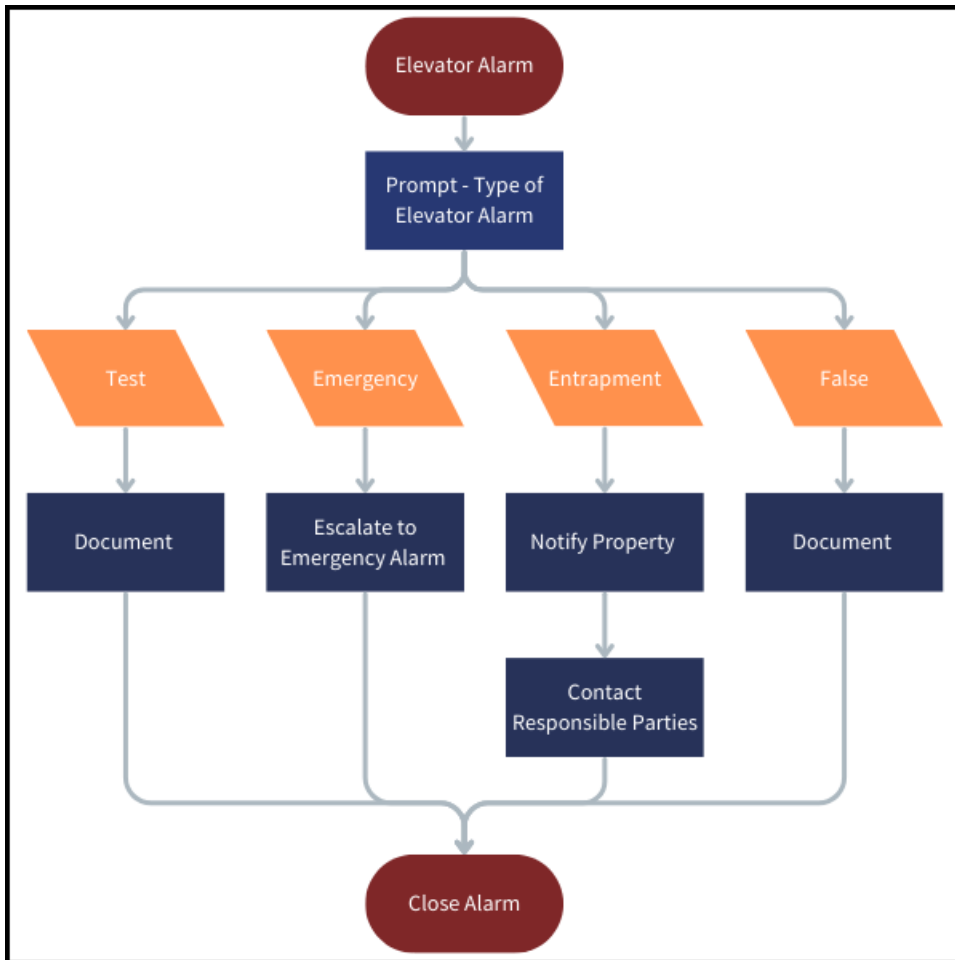 Elevator Alarm
Prompt - Type of
Elevator Alarm
Test
Emergency
Entrapment
False
Document
Escalate to
Emergency Alarm
Notify Property
Document
Contact
Responsible Parties
Close Alarm